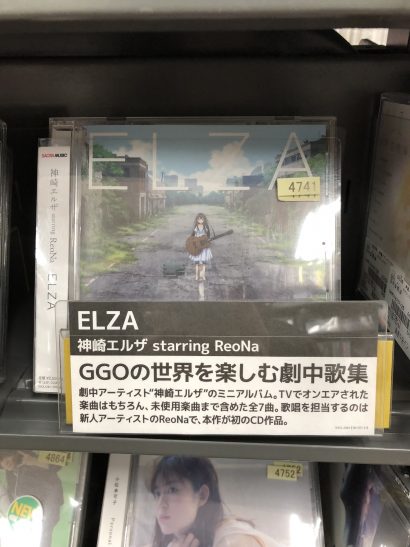 ELZA
4741
SACRA MUSIC
神崎エルザ starring ReoNa ELZA
ELZA
神崎エルザ starring ReoNa
GGOの世界を楽しむ劇中歌集
劇中アーティスト“神崎エルザ”のミニアルバム。TVでオンエアされた
楽曲はもちろん、未使用楽曲まで含めた全7曲。歌唱を担当するのは
新人アーティストのReoNaで、本作が初のCD作品。
4864
4752